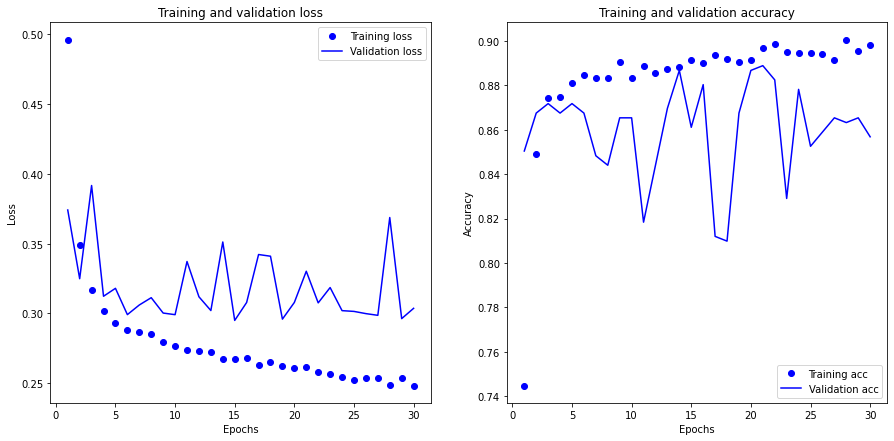 Training and validation loss
Training loss
Validation loss
0.50
0.45
0.40
0.35
0.30
0.25
Loss
0 5 10 15 20 25 30
Epochs
Training and validation accuracy
0.90
0.88
0.86
0.84
0.82
0.80
0.78
0.76
0.74
Accuracy
Training acc
Validation acc
0 5 10 15 20 25 30
Epochs